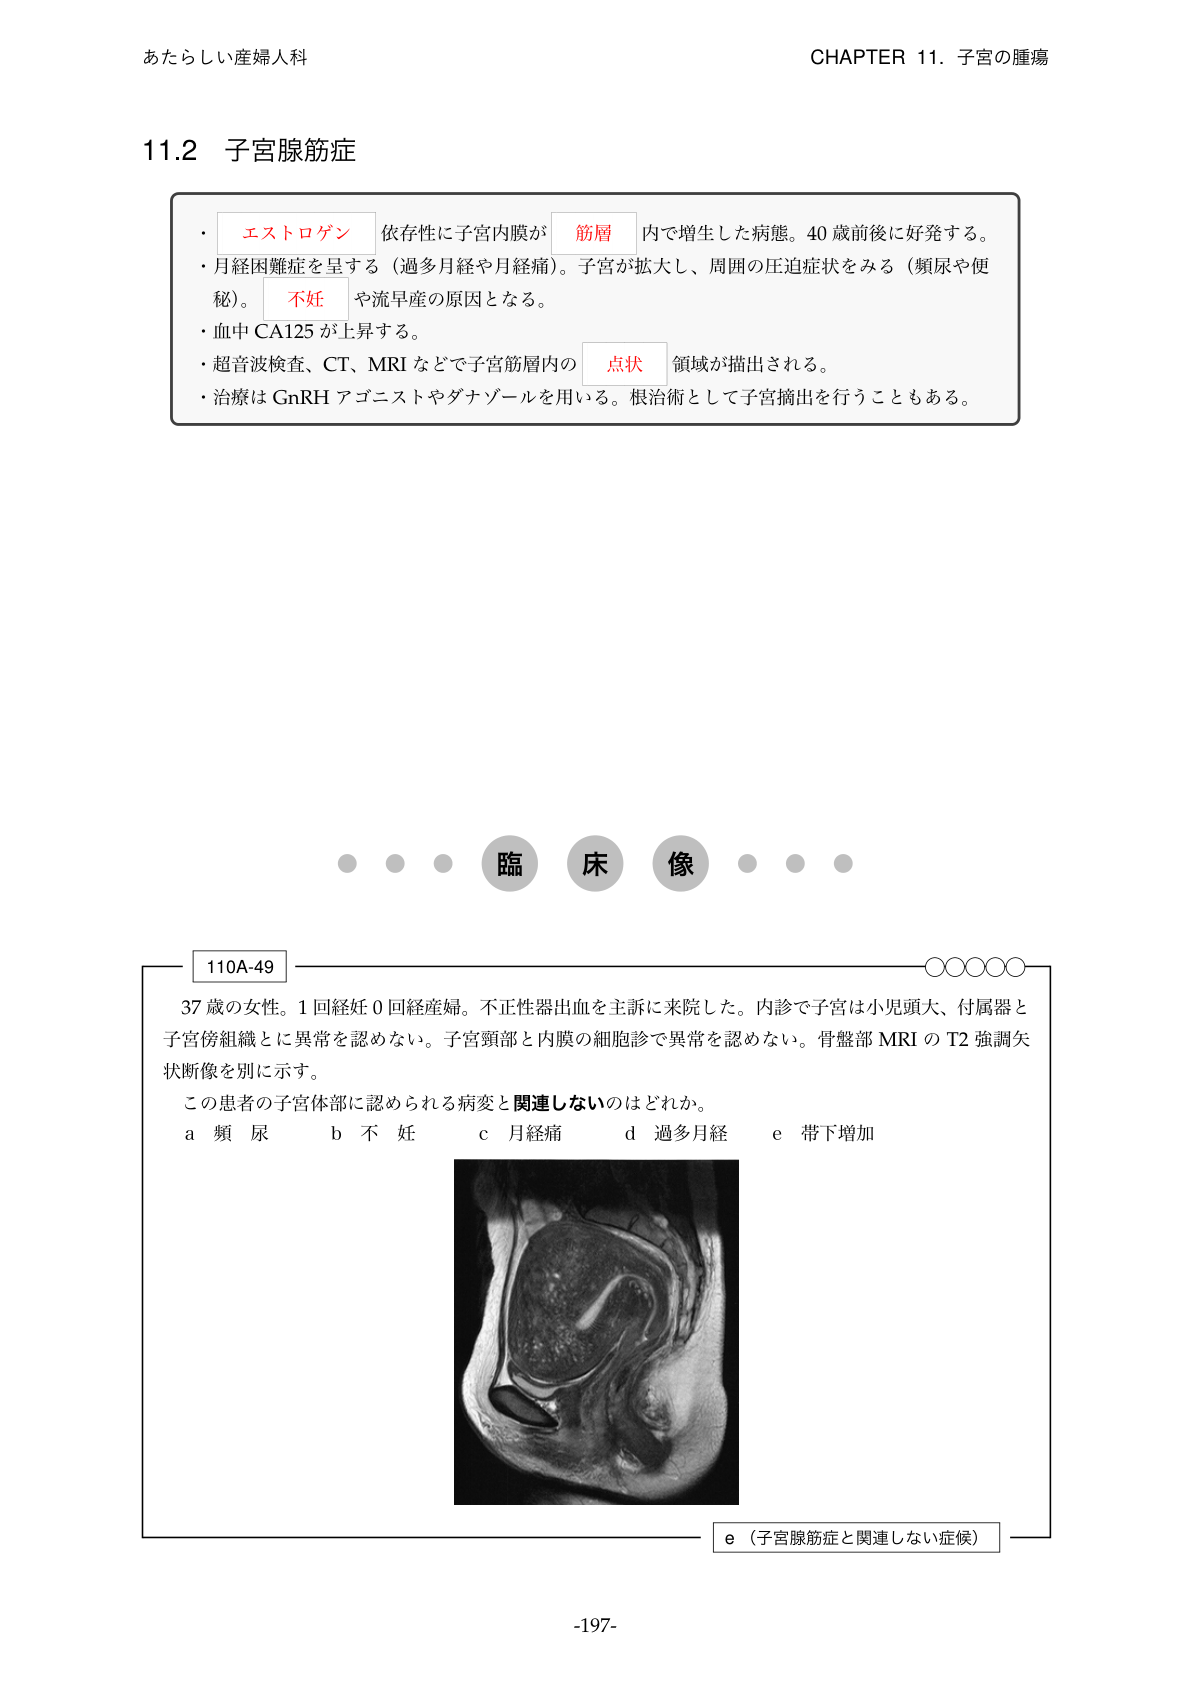 あたらしい産婦人科
CHAPTER 11. 子宮の腫瘍
11.2 子宮腺筋症
・ エストロゲン 依存性に子宮内膜が 筋層 内で増生した病態。40 歳前後に好発する。
・月経困難症を呈する（過多月経や月経痛）。子宮が拡大し、周囲の圧迫症状をみる（頻尿や便
秘）。 不妊 や流早産の原因となる。
・血中 CA125 が上昇する。
・超音波検査、CT、MRI などで子宮筋層内の 点状 領域が描出される。
・治療は GnRH アゴニストやダナゾールを用いる。根治術として子宮摘出を行うこともある。
臨 床 像
110A-49
37 歳の女性。1 回経妊 0 回経産婦。不正性器出血を主訴に来院した。内診で子宮は小児頭大、付属器と
子宮傍組織とに異常を認めない。子宮頸部と内膜の細胞診で異常を認めない。骨盤部 MRI の T2 強調矢
状断像を別に示す。
この患者の子宮体部に認められる病変と関連しないのはどれか。
a 頻 尿 b 不 妊 c 月経痛 d 過多月経 e 帯下増加
e （子宮腺筋症と関連しない症候）
-197-